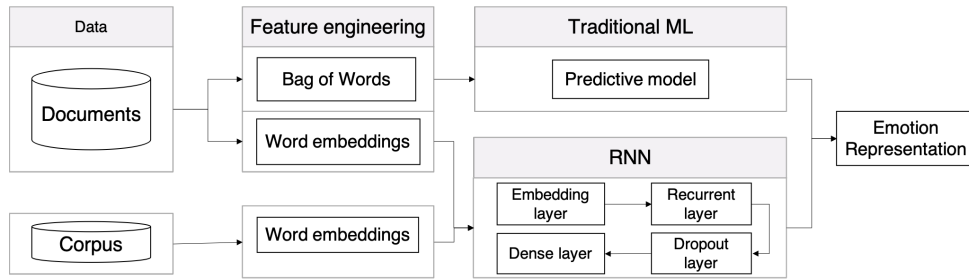 Data
Documents
Corpus
Feature engineering
Bag of Words
Word embeddings
Word embeddings
Traditional ML
Predictive model
RNN
Embedding
layer
Recurrent
layer
Dense layer
Dropout
layer
Emotion
Representation